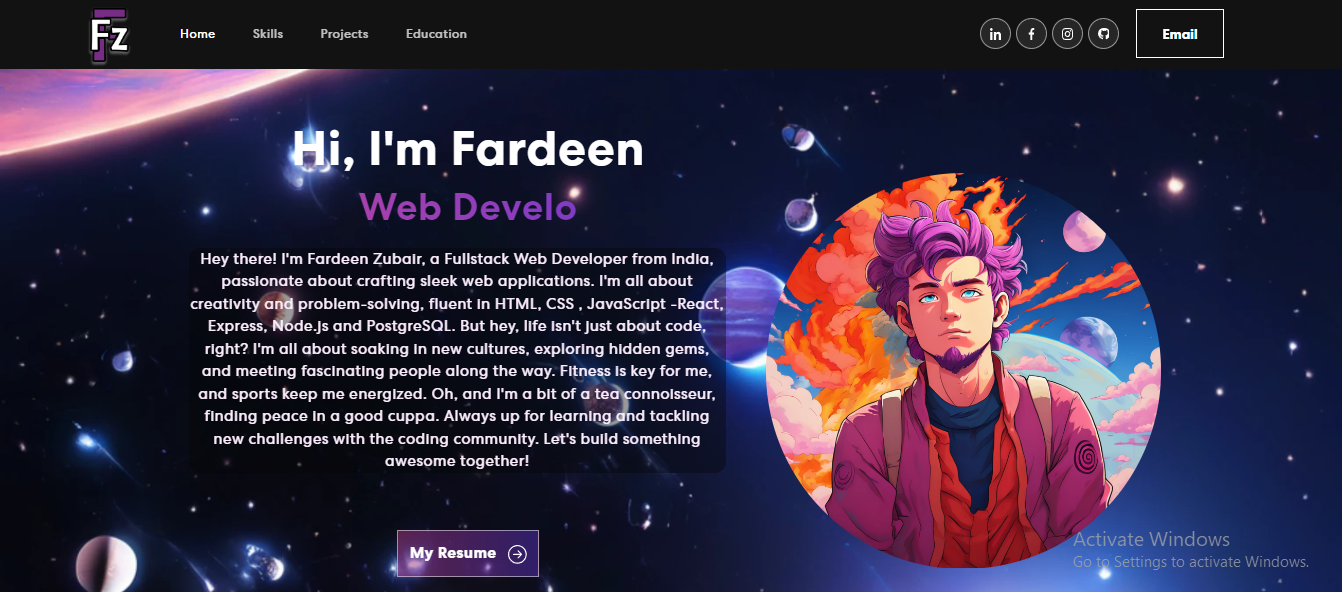 Fz
Home Skills Projects Education
Email
Hi, I'm Fardeen
Web Develo
Hey there! I'm Fardeen Zubair, a Fullstack Web Developer from India,
passionate about crafting sleek web applications. I'm all about
creativity and problem-solving, fluent in HTML, CSS , JavaScript -React,
Express, Node.js and PostgreSQL. But hey, life isn't just about code,
right? I'm all about soaking in new cultures, exploring hidden gems,
and meeting fascinating people along the way. Fitness is key for me,
and sports keep me energized. Oh, and I'm a bit of a tea connoisseur,
finding peace in a good cuppa. Always up for learning and tackling
new challenges with the coding community. Let's build something
awesome together!
My Resume
Activate Windows
Go to Settings to activate Windows.